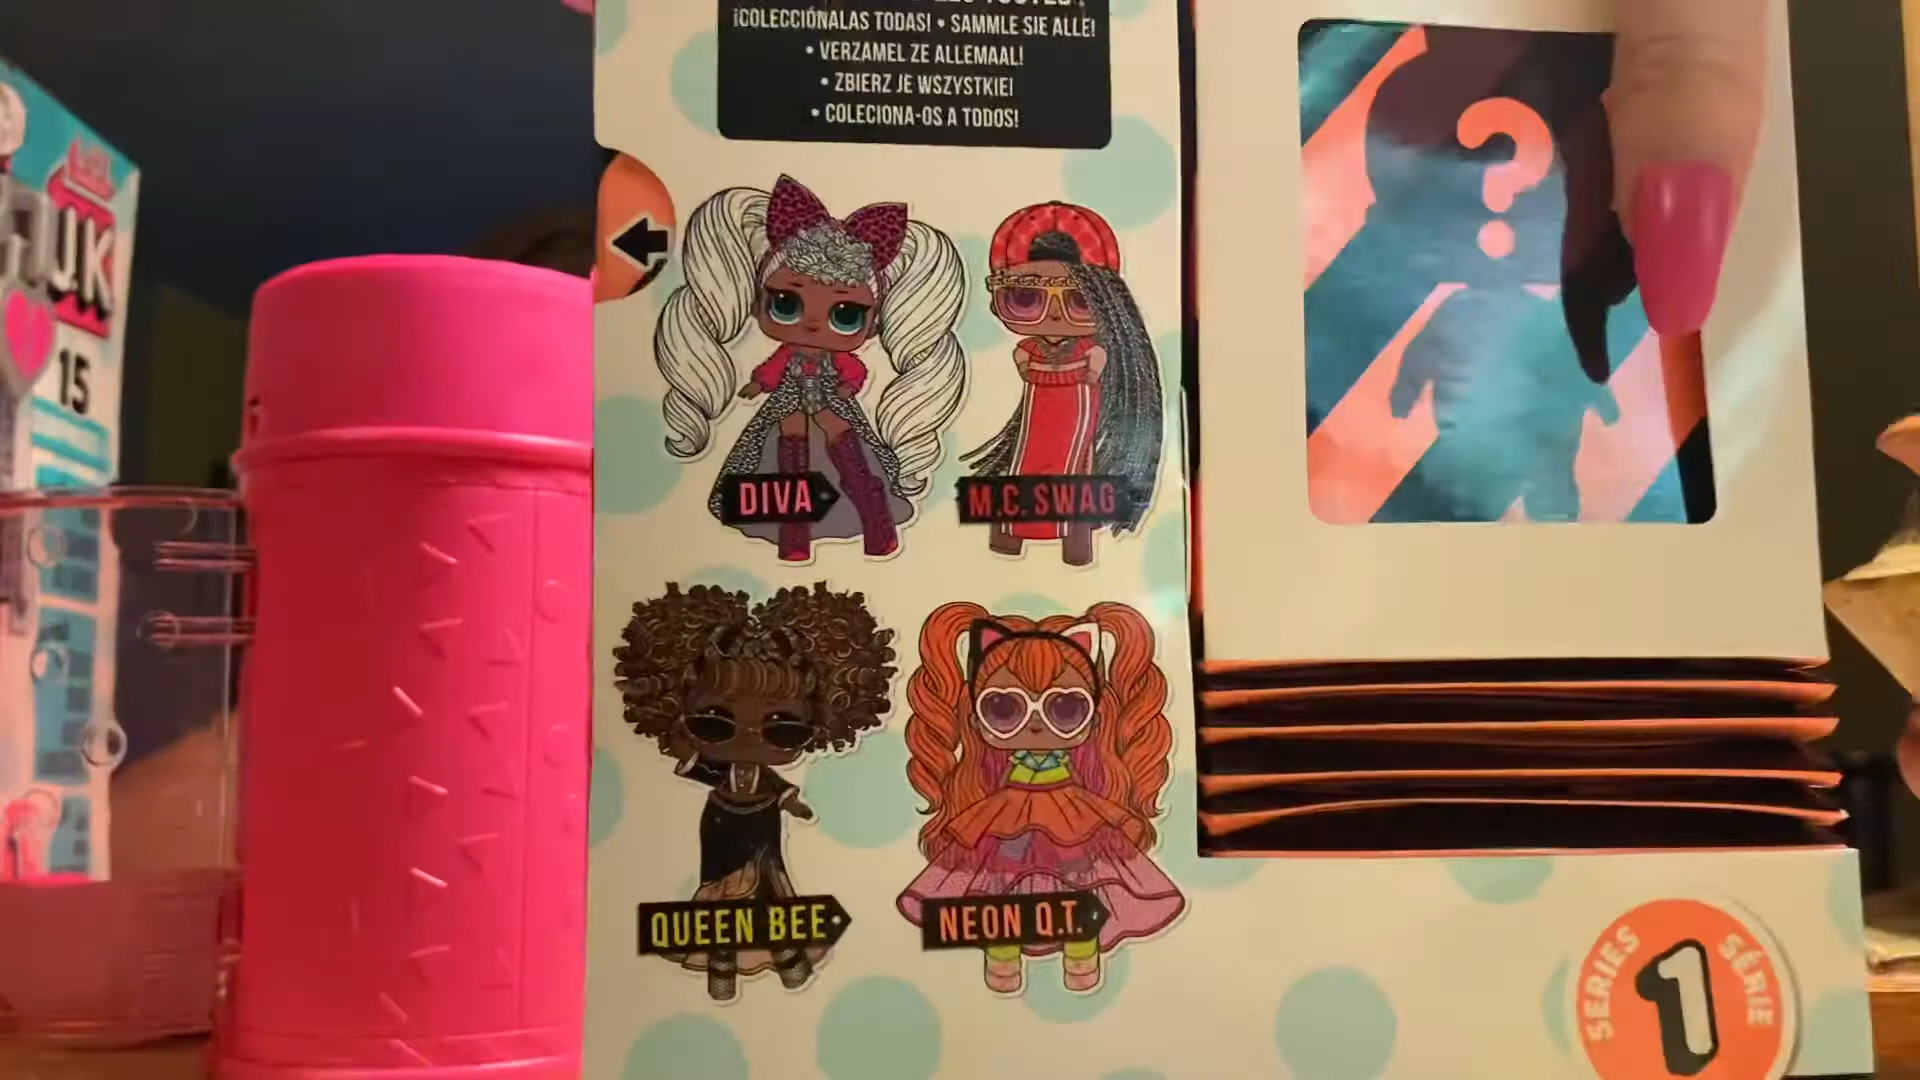 ¡COLECCIÓNALAS TODAS! • SAMMLE SIE ALLE!
• VERZAMEL ZE ALLEMAAL!
• ZBIERZ JE WSZYSTKIE!
• COLECIONA-OS A TODOS!
?
DIVA
M.C. SWAG
QUEEN BEE
NEON Q.T.
SERIES 1 SÉRIE
J.K.
15